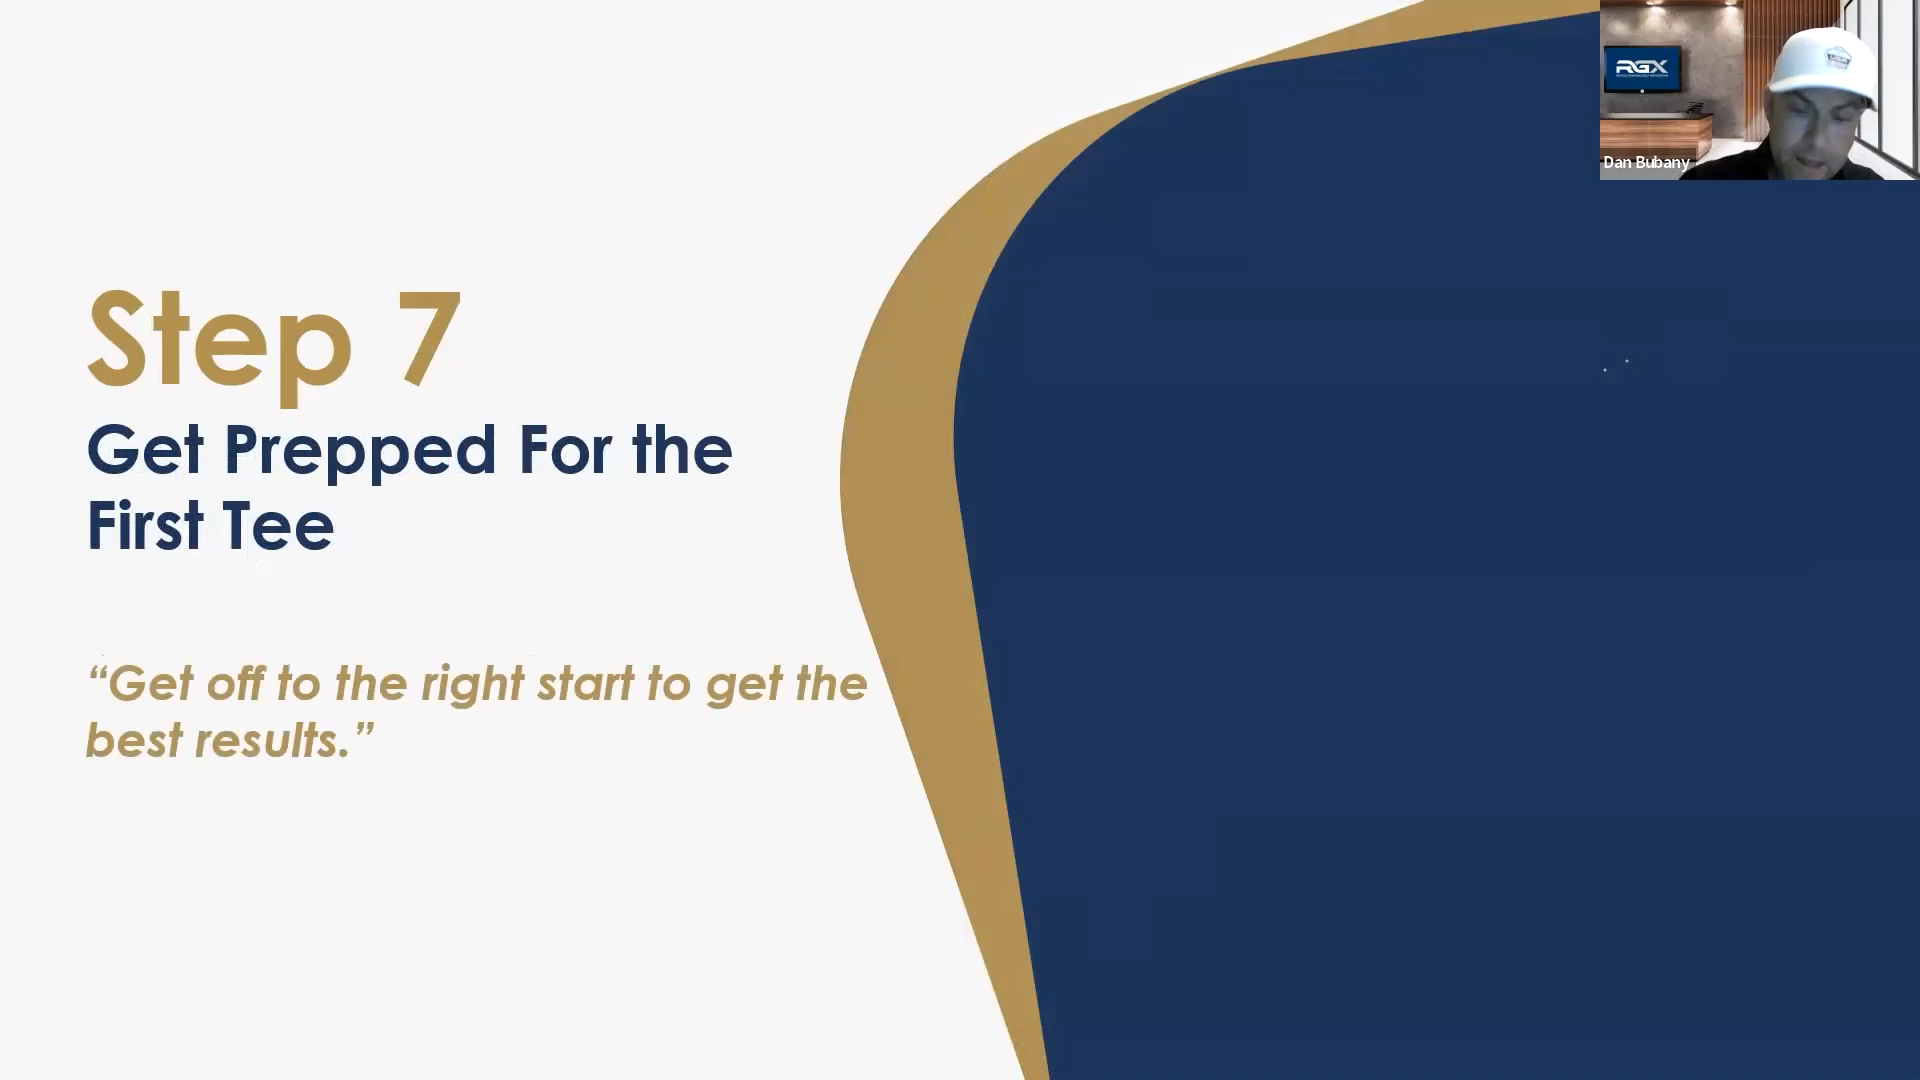 RGX
Dan Bubany
Step 7
Get Prepped For the
First Tee
“Get off to the right start to get the
best results.”